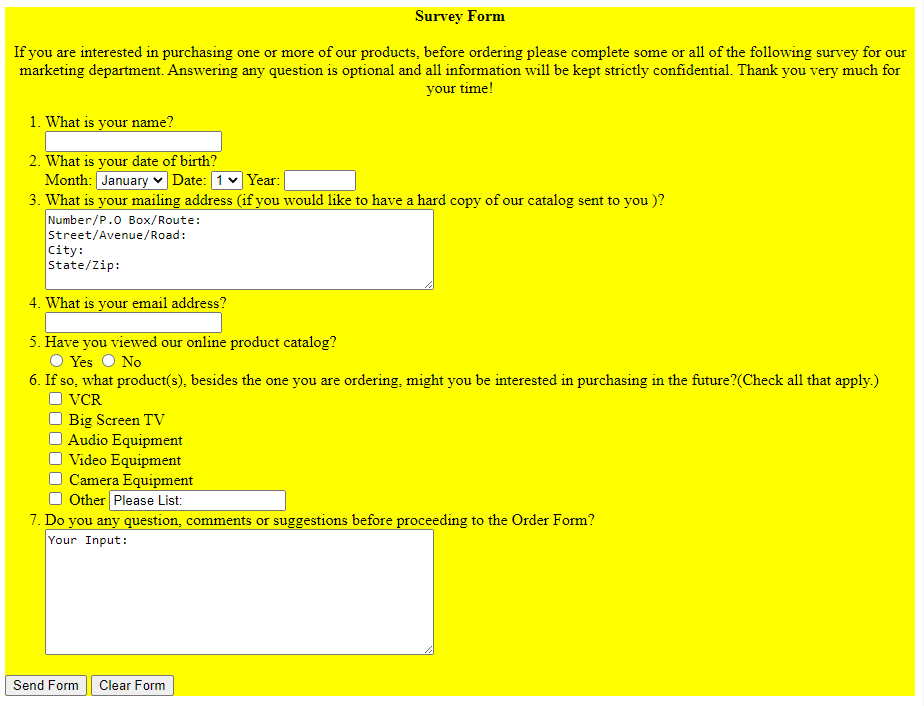 Survey Form
If you are interested in purchasing one or more of our products, before ordering please complete some or all of the following survey for our
marketing department. Answering any question is optional and all information will be kept strictly confidential. Thank you very much for
your time!
1. What is your name?
2. What is your date of birth?
Month: January Date: 1 Year:
3. What is your mailing address (if you would like to have a hard copy of our catalog sent to you )?
Number/P.O Box/Route:
Street/Avenue/Road:
City:
State/Zip:
4. What is your email address?
5. Have you viewed our online product catalog?
Yes No
6. If so, what product(s), besides the one you are ordering, might you be interested in purchasing in the future?(Check all that apply.)
VCR
Big Screen TV
Audio Equipment
Video Equipment
Camera Equipment
Other Please List:
7. Do you any question, comments or suggestions before proceeding to the Order Form?
Your Input:
Send Form Clear Form